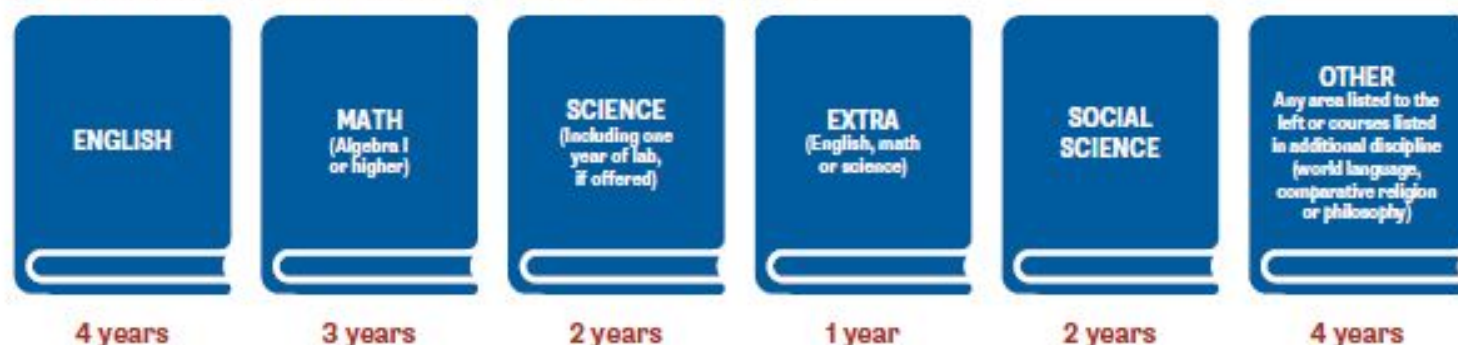 ENGLISH
4 years
MATH
(Algebra I
or higher)
3 years
SCIENCE
(Including one
year of lab,
if offered)
2 years
EXTRA
(English, math
or science)
1 year
SOCIAL
SCIENCE
2 years
OTHER
Any area listed to the
left or courses listed
in additional discipline
(world language,
comparative religion
or philosophy)
4 years